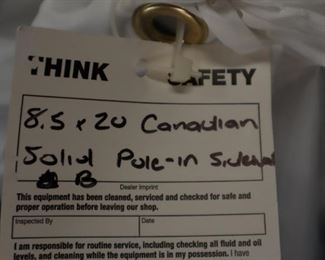 THINK SAFETY
8.5 x 20 Canadian
Solid Pole-in Sidewal
B
Dealer Imprint
This equipment has been cleaned, serviced and checked for safe and
proper operation before leaving our shop.
Inspected By
Date
I am responsible for routine service, including checking all fluid and oil
levels, and cleaning while the equipment is in my possession. I have